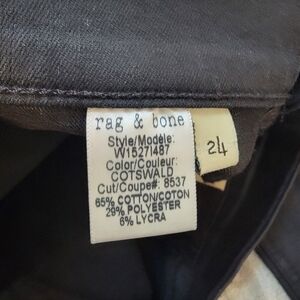 rag & bone
Style/Modèle:
W1527I487
Color/Couleur:
COTSWALD
Cut/Coupe#: 8537
65% COTTON/COTON
29% POLYESTER
6% LYCRA
24